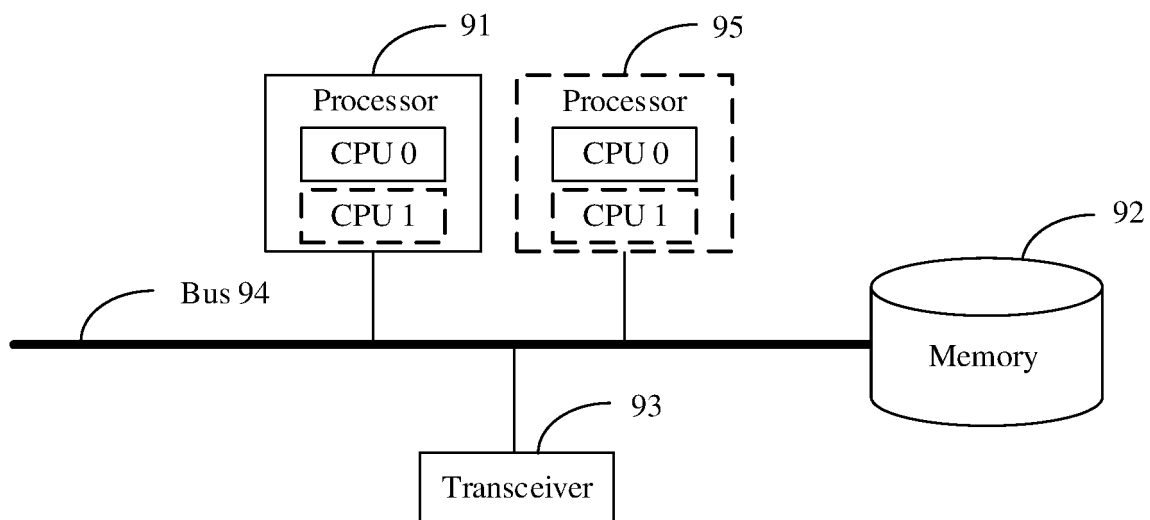 91
95
Processor
Processor
CPU 0
CPU 0
CPU 1
CPU 1
92
Bus 94
Memory
93
Transceiver